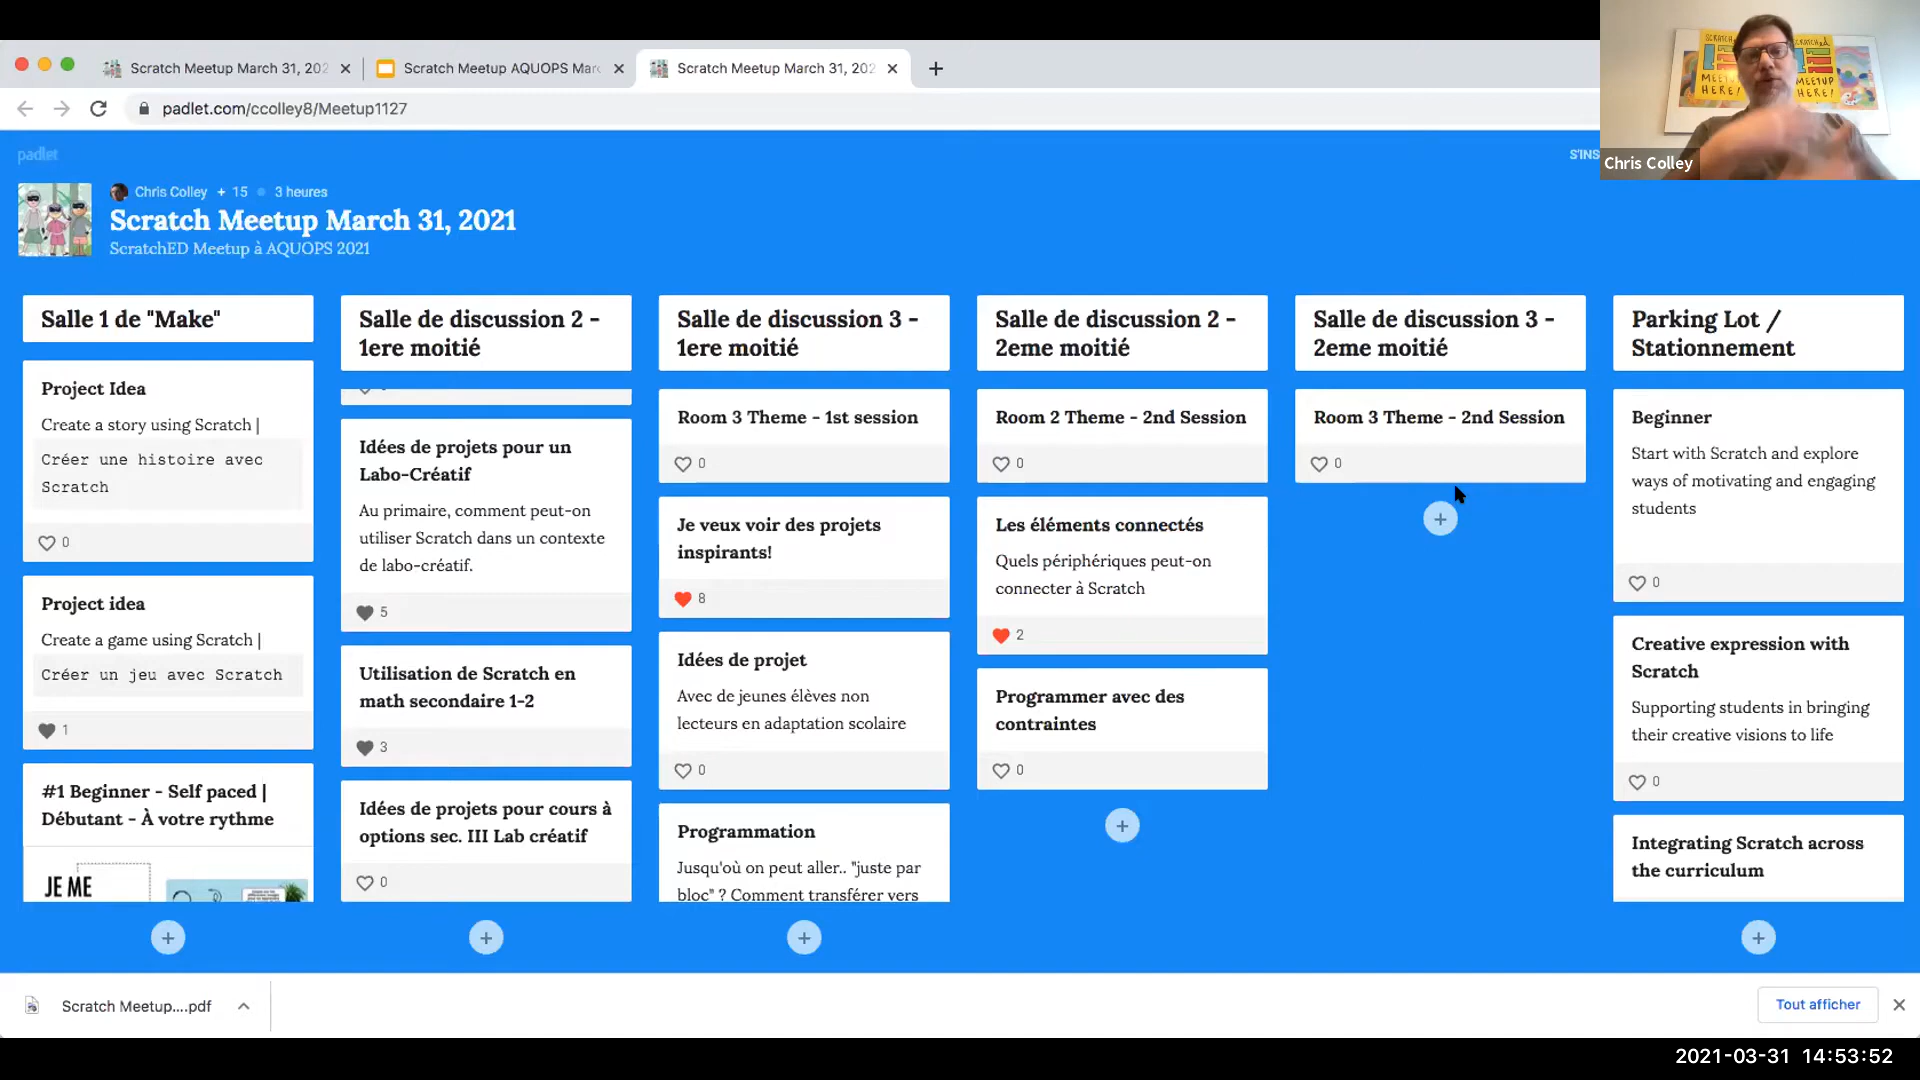 Scratch Meetup March 31, 202
Scratch Meetup AQUOPS Marc
Scratch Meetup March 31, 202
padlet.com/ccolley8/Meetup1127
SCRATCH
MEETUP
HERE!
MEETUP
HERE!
Chris Colley
padlet
S'INS
Chris Colley + 15 3 heures
Scratch Meetup March 31, 2021
ScratchED Meetup à AQUOPS 2021
Salle 1 de "Make"
Project Idea
Create a story using Scratch |
Créer une histoire avec
Scratch
0
Project idea
Create a game using Scratch |
Créer un jeu avec Scratch
1
#1 Beginner - Self paced |
Débutant - À votre rythme
JE ME
Salle de discussion 2 -
1ere moitié
Idées de projets pour un
Labo-Créatif
Au primaire, comment peut-on
utiliser Scratch dans un contexte
de labo-créatif.
5
Utilisation de Scratch en
math secondaire 1-2
3
Idées de projets pour cours à
options sec. III Lab créatif
0
Salle de discussion 3 -
1ere moitié
Room 3 Theme - 1st session
0
Je veux voir des projets
inspirants!
8
Idées de projet
Avec de jeunes élèves non
lecteurs en adaptation scolaire
0
Programmation
Jusqu'où on peut aller.. "juste par
bloc" ? Comment transférer vers
Salle de discussion 2 -
2eme moitié
Room 2 Theme - 2nd Session
0
Les éléments connectés
Quels périphériques peut-on
connecter à Scratch
2
Programmer avec des
contraintes
0
Salle de discussion 3 -
2eme moitié
Room 3 Theme - 2nd Session
0
Parking Lot /
Stationnement
Beginner
Start with Scratch and explore
ways of motivating and engaging
students
0
Creative expression with
Scratch
Supporting students in bringing
their creative visions to life
0
Integrating Scratch across
the curriculum
Scratch Meetup....pdf
Tout afficher
2021-03-31 14:53:52